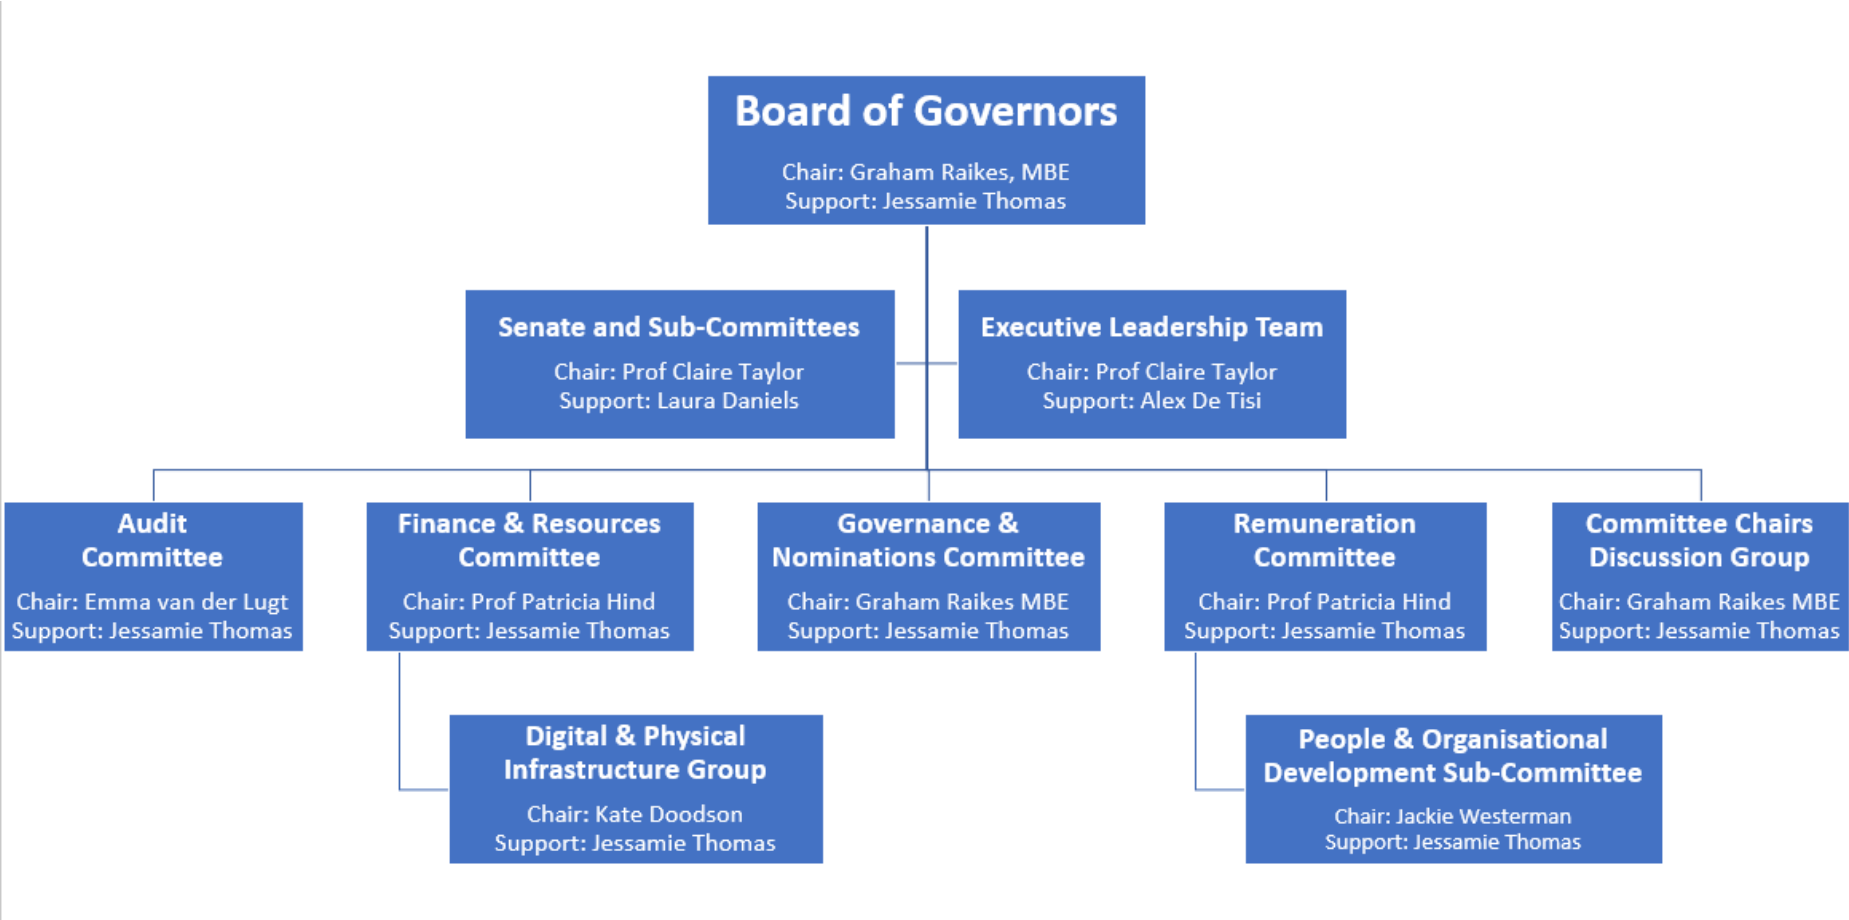 Board of Governors
Chair: Graham Raikes, MBE
Support: Jessamie Thomas
Senate and Sub-Committees
Chair: Prof Claire Taylor
Support: Laura Daniels
Executive Leadership Team
Chair: Prof Claire Taylor
Support: Alex De Tisi
Audit
Committee
Chair: Emma van der Lugt
Support: Jessamie Thomas
Finance & Resources
Committee
Chair: Prof Patricia Hind
Support: Jessamie Thomas
Governance &
Nominations Committee
Chair: Graham Raikes MBE
Support: Jessamie Thomas
Remuneration
Committee
Chair: Prof Patricia Hind
Support: Jessamie Thomas
Committee Chairs
Discussion Group
Chair: Graham Raikes MBE
Support: Jessamie Thomas
Digital & Physical
Infrastructure Group
Chair: Kate Doodson
Support: Jessamie Thomas
People & Organisational
Development Sub-Committee
Chair: Jackie Westerman
Support: Jessamie Thomas